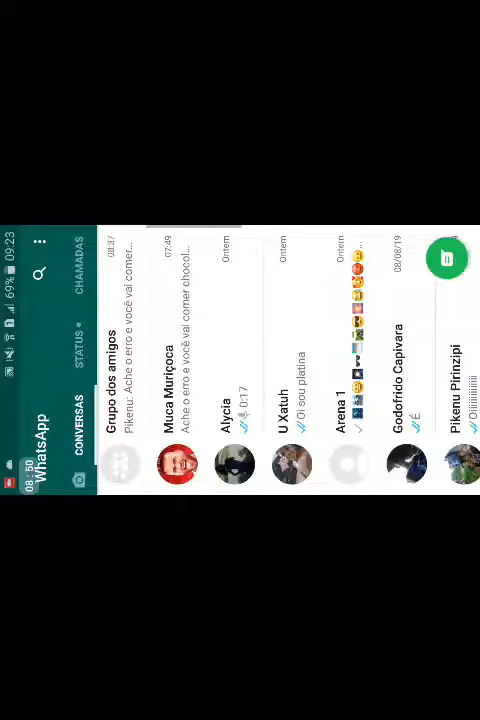 69% 09:23
08:50
WhatsApp
CONVERSAS STATUS CHAMADAS
Grupo dos amigos 08:37
Pikenu: Ache o erro e você vai comer...
Muca Muriçoca 07:49
Ache o erro e você vai comer chocol...
Alycia Ontem
0:17
U.Xatuh Ontem
Oi sou platina
Arena 1 Ontem
Godofrido Capivara 08/08/19
É
Pikenu Pirinzipi